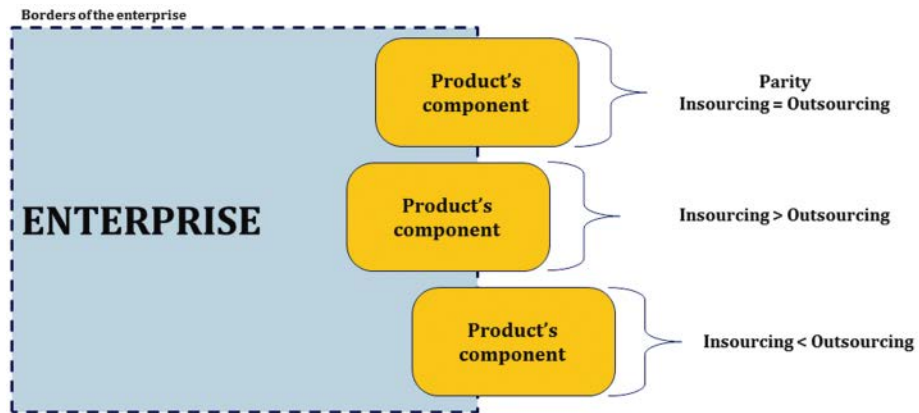 Borders of the enterprise
Product's
component
Parity
Insourcing = Outsourcing
ENTERPRISE
Product's
component
Insourcing > Outsourcing
Product's
component
Insourcing < Outsourcing